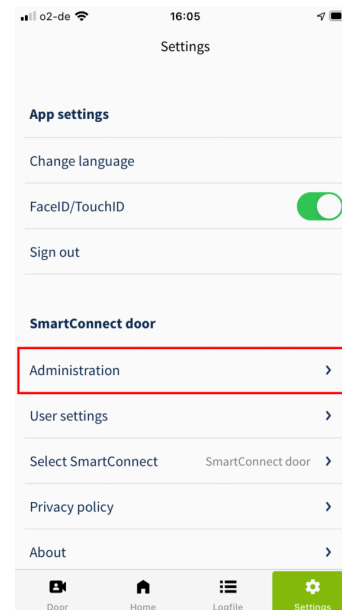 o2-de 16:05
Settings
App settings
Change language
FaceID/TouchID
Sign out
SmartConnect door
Administration
User settings
Select SmartConnect SmartConnect door
Privacy policy
About
Door Home Logfile Settings